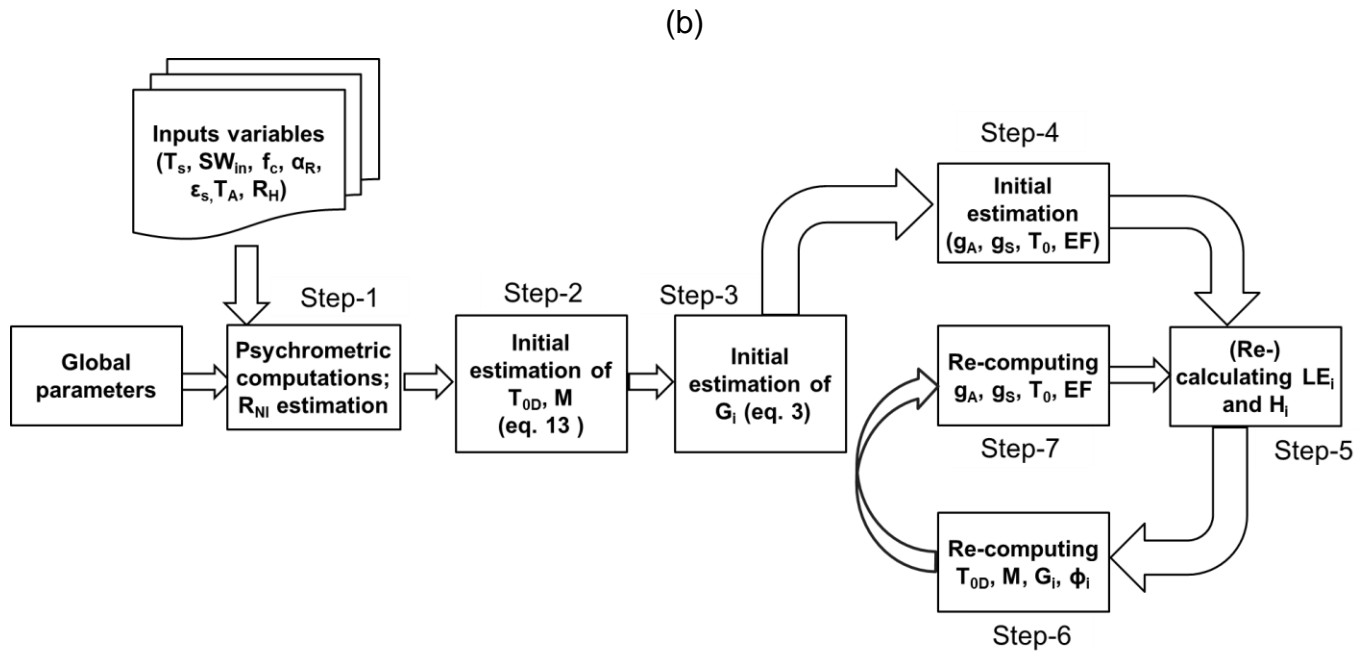 (b)
Inputs variables
(Tₛ, SWᵢₙ, f꜀, αR,
εₛ,TA, RH)
Step-1
Global
parameters
Psychrometric
computations;
RNI estimation
Step-2
Initial
estimation of
T₀D, M
(eq. 13 )
Step-3
Initial
estimation of
Gᵢ (eq. 3)
Step-4
Initial
estimation
(gA, gS, T₀, EF)
(Re-)
calculating LEᵢ
and Hᵢ
Step-5
Re-computing
T₀D, M, Gᵢ, ϕᵢ
Step-6
Re-computing
gA, gS, T₀, EF
Step-7